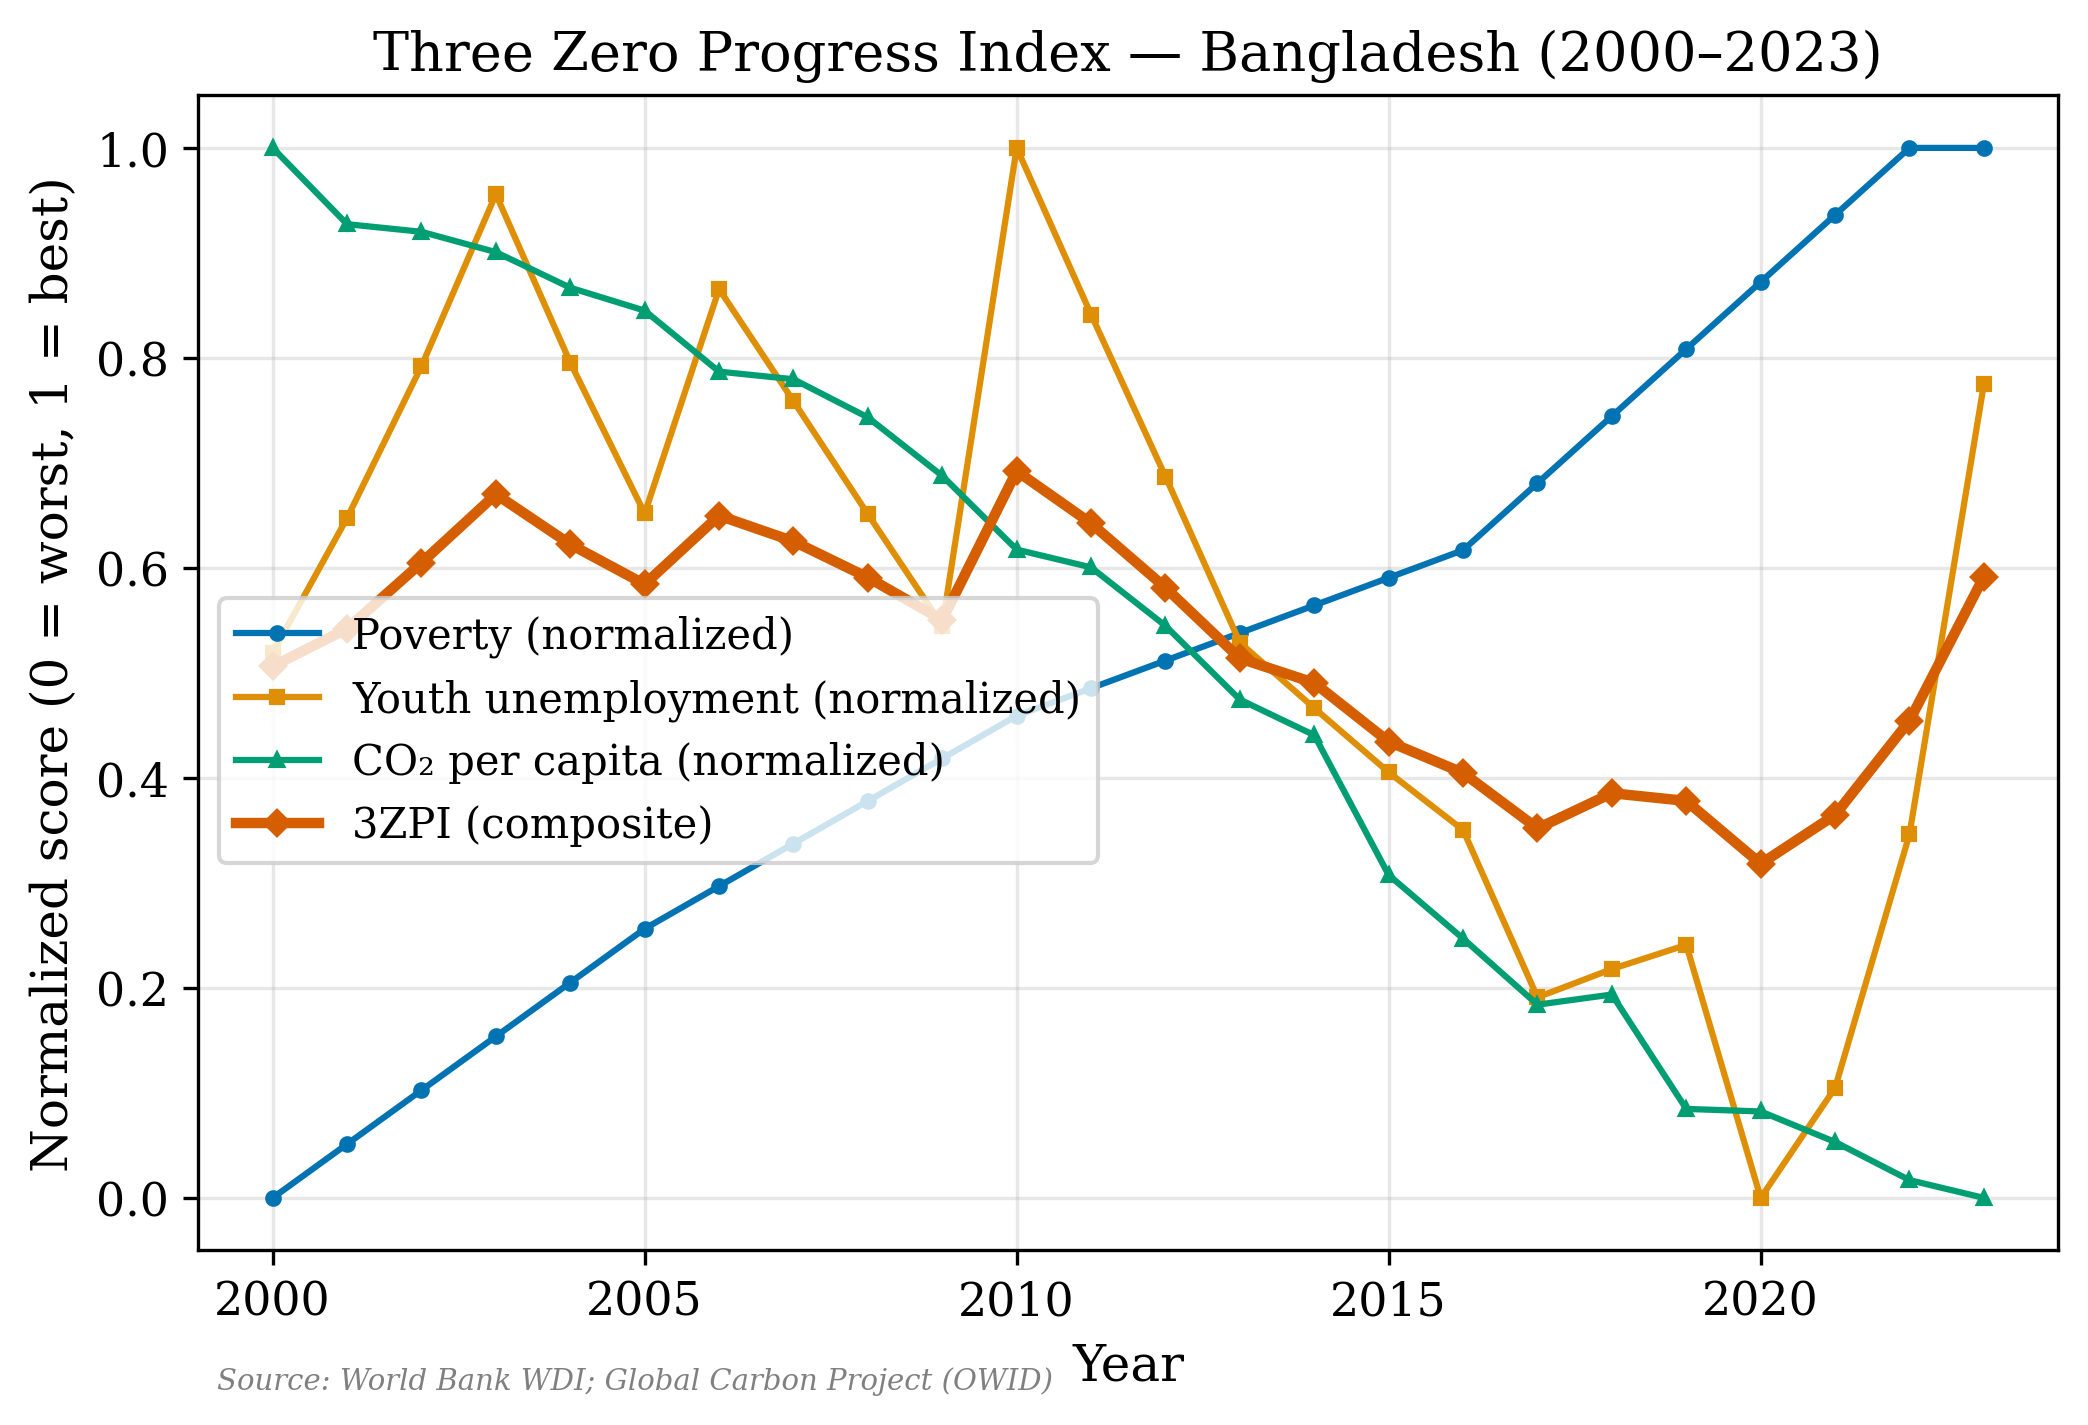 Three Zero Progress Index — Bangladesh (2000–2023)
Normalized score (0 = worst, 1 = best)
1.0
0.8
0.6
0.4
0.2
0.0
Poverty (normalized)
Youth unemployment (normalized)
CO₂ per capita (normalized)
3ZPI (composite)
2000 2005 2010 2015 2020
Year
Source: World Bank WDI; Global Carbon Project (OWID)